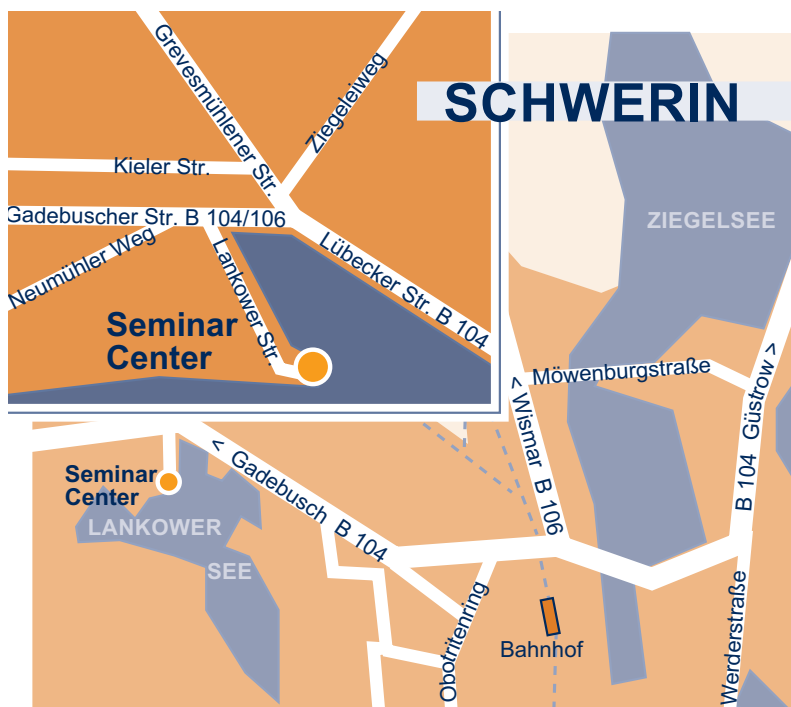 SCHWERIN
Grevesmühlener Str.
Ziegeleiweg
Kieler Str.
Gadebuscher Str. B 104/106
Neumühler Weg
Lankower Str.
Lübecker Str. B 104
Seminar
Center
ZIEGELSEE
Möwenburgstraße
< Wismar B 106
B 104 Güstrow >
< Gadebusch B 104
Seminar
Center
LANKOWER
SEE
Obotritenring
Bahnhof
Werderstraße